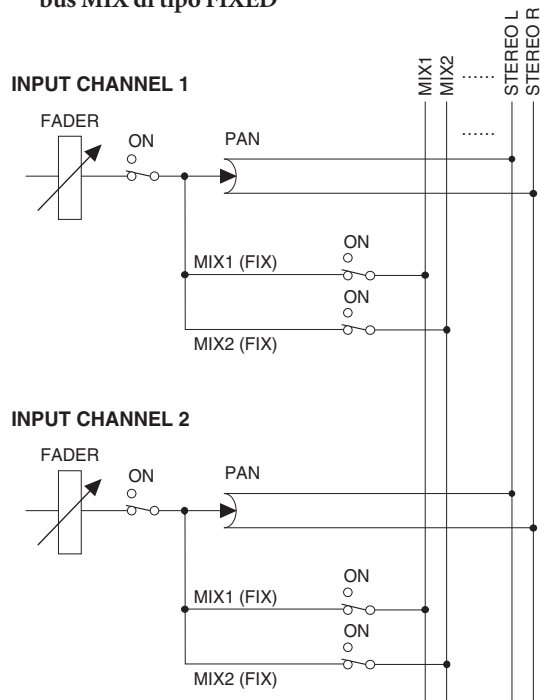 bus MIX di tipo FIXED
MIX1
MIX2
......
STEREO L
STEREO R
......
INPUT CHANNEL 1
FADER
ON
PAN
ON
MIX1 (FIX)
ON
MIX2 (FIX)
INPUT CHANNEL 2
FADER
ON
PAN
ON
MIX1 (FIX)
ON
MIX2 (FIX)